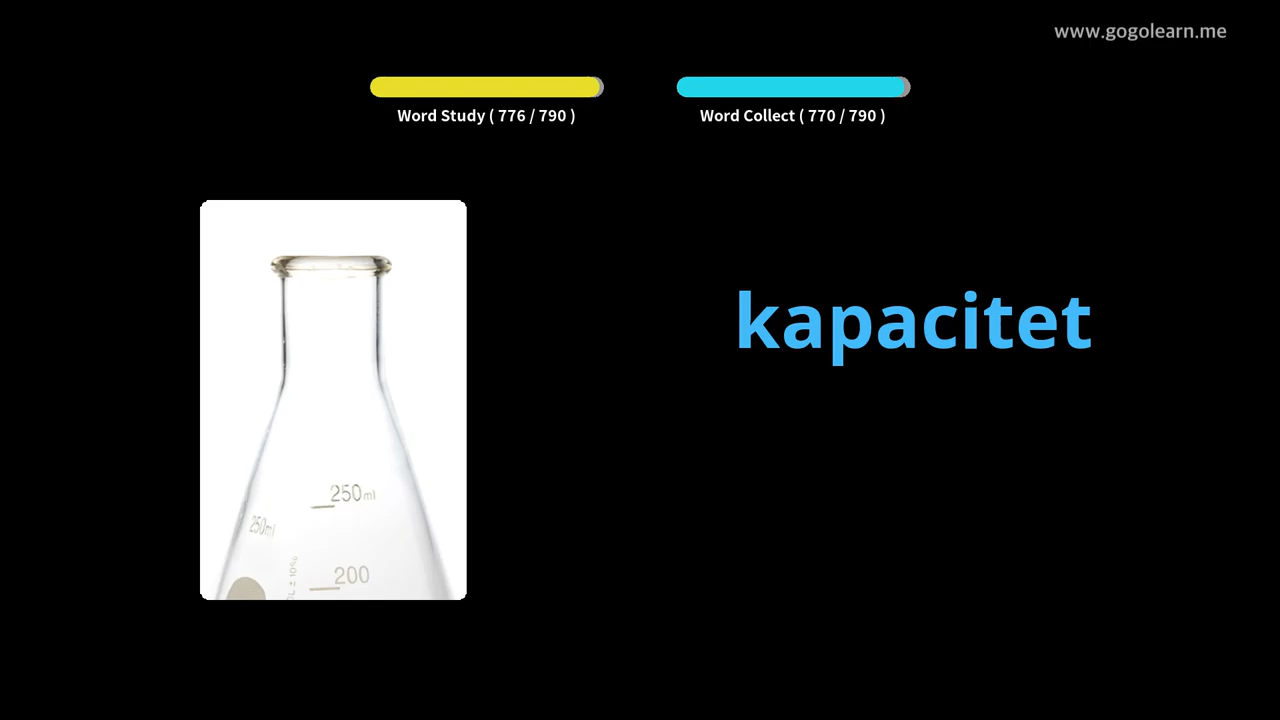 www.gogolearn.me
Word Study ( 776 / 790 )
Word Collect ( 770 / 790 )
kapacitet
250ml
250ml
200